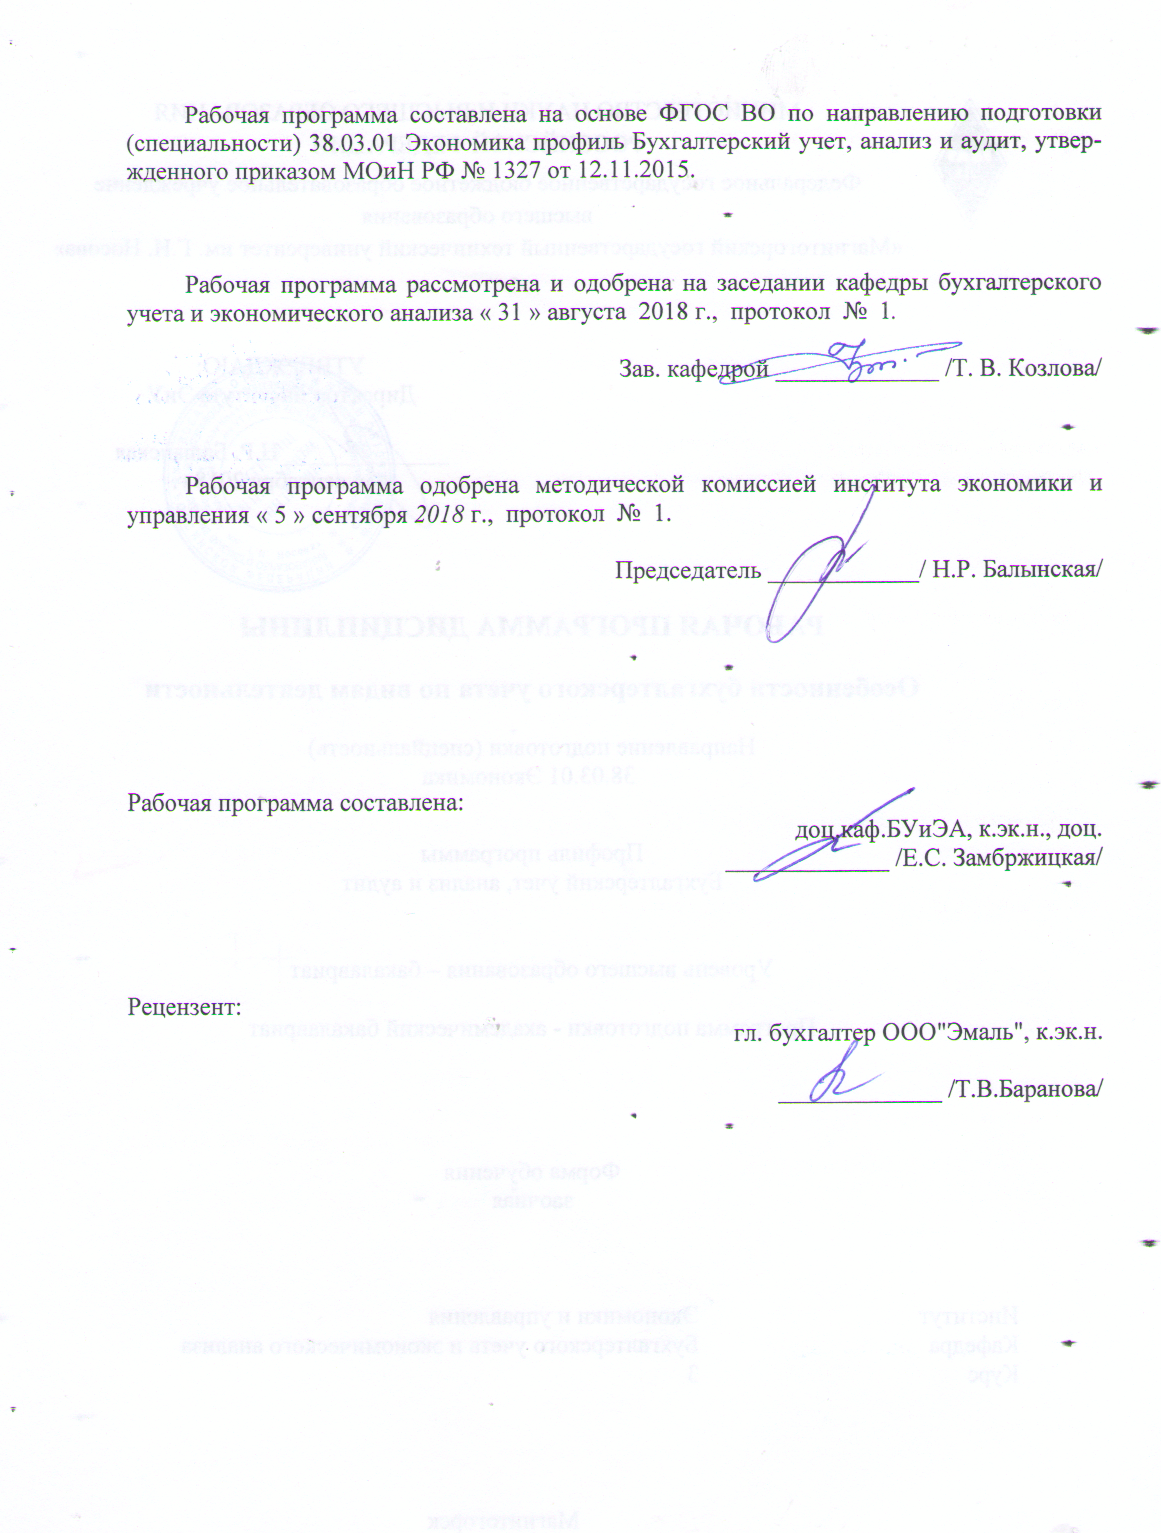 Рабочая программа составлена на основе ФГОС ВО по направлению подготовки
(специальности) 38.03.01 Экономика профиль Бухгалтерский учет, анализ и аудит, утвер-
жденного приказом МОиН РФ № 1327 от 12.11.2015.
Рабочая программа рассмотрена и одобрена на заседании кафедры бухгалтерского
учета и экономического анализа « 31 » августа 2018 г., протокол № 1.
Зав. кафедрой _____________ /Т. В. Козлова/
Рабочая программа одобрена методической комиссией института экономики и
управления « 5 » сентября 2018 г., протокол № 1.
Председатель ____________/ Н.Р. Балынская/
Рабочая программа составлена:
доц.каф.БУиЭА, к.эк.н., доц.
_____________ /Е.С. Замбржицкая/
Рецензент:
гл. бухгалтер ООО"Эмаль", к.эк.н.
_____________ /Т.В.Баранова/